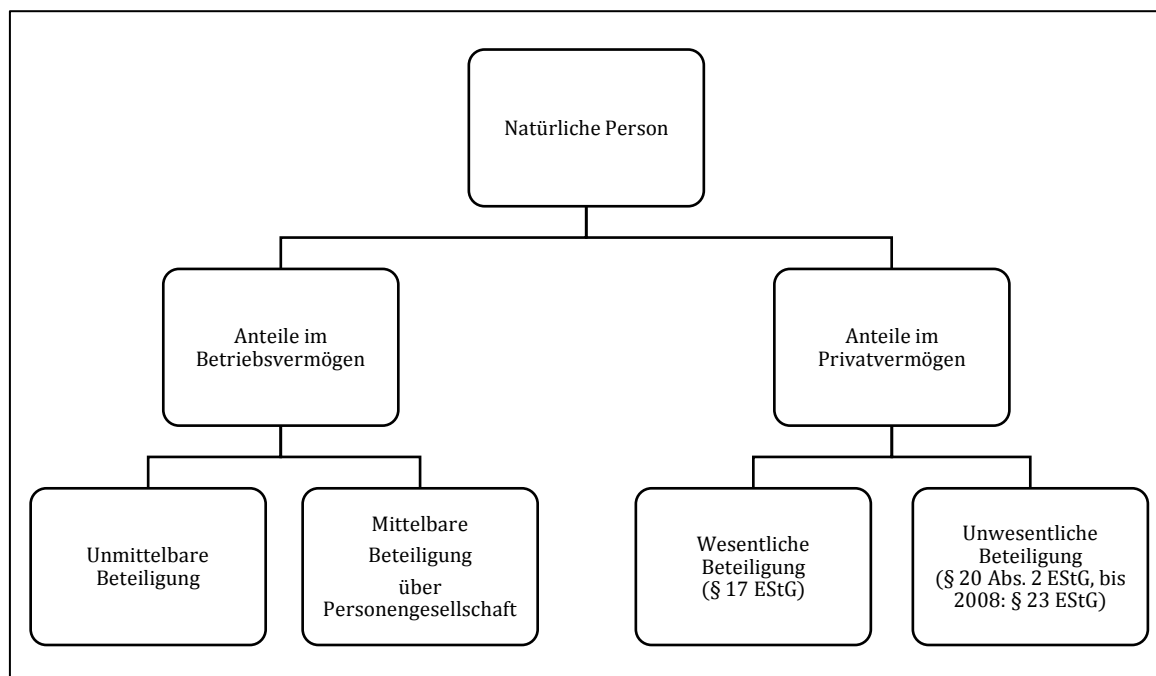 Natürliche Person
Anteile im
Betriebsvermögen
Anteile im
Privatvermögen
Unmittelbare
Beteiligung
Mittelbare
Beteiligung
über
Personengesellschaft
Wesentliche
Beteiligung
(§ 17 EStG)
Unwesentliche
Beteiligung
(§ 20 Abs. 2 EStG, bis
2008: § 23 EStG)